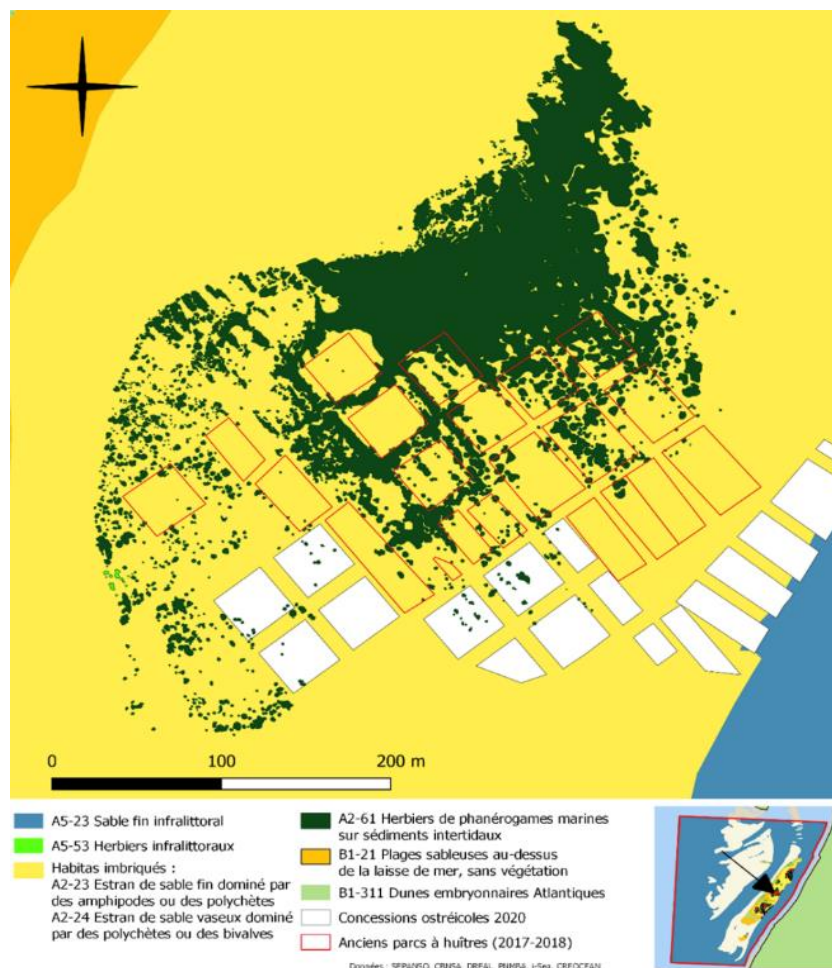 0 100 200 m
A5-23 Sable fin infralittoral
A5-53 Herbiers infralittoraux
Habitas imbriqués :
A2-23 Estran de sable fin dominé par
des amphipodes ou des polychètes
A2-24 Estran de sable vaseux dominé
par des polychètes ou des bivalves
A2-61 Herbiers de phanérogames marines
sur sédiments intertidaux
B1-21 Plages sableuses au-dessus
de la laisse de mer, sans végétation
B1-311 Dunes embryonnaires Atlantiques
Concessions ostréicoles 2020
Anciens parcs à huîtres (2017-2018)
Données : SEPANSO, CBNSA, DREAL, PNMBA, i-Sea, CREOCEAN